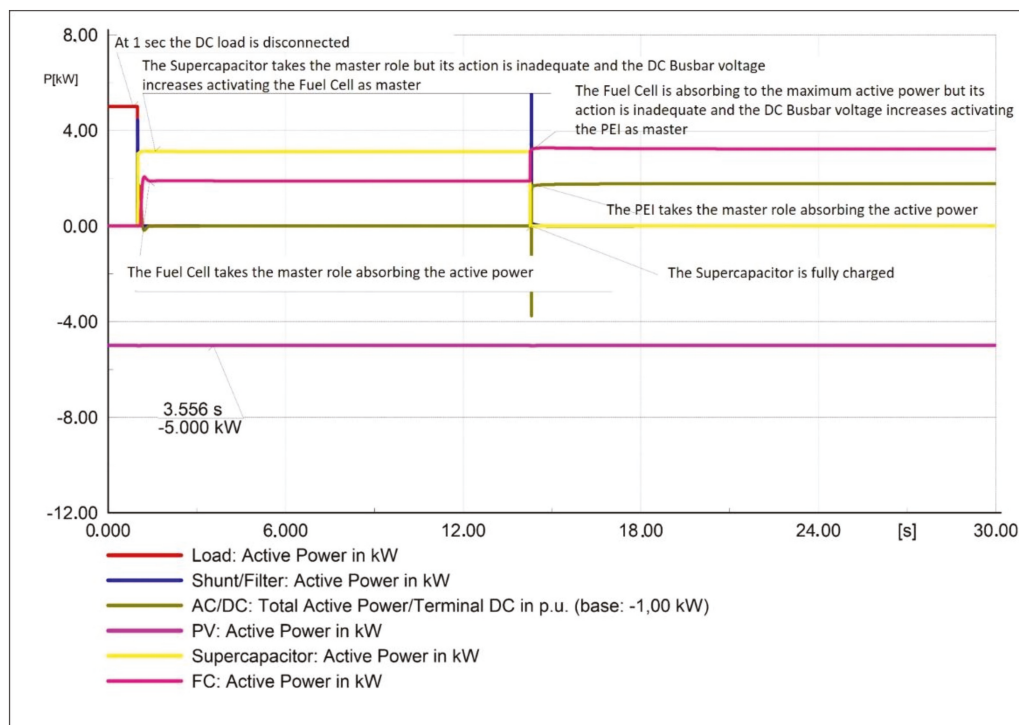 8.00
At 1 sec the DC load is disconnected
P[kW]
The Supercapacitor takes the master role but its action is inadequate and the DC Busbar voltage
increases activating the Fuel Cell as master
The Fuel Cell is absorbing to the maximum active power but its
action is inadequate and the DC Busbar voltage increases activating
the PEI as master
4.00
The PEI takes the master role absorbing the active power
0.00
The Fuel Cell takes the master role absorbing the active power
The Supercapacitor is fully charged
-4.00
3.556 s
-5.000 kW
-8.00
-12.00
0.000 6.000 12.00 18.00 24.00 [s] 30.00
Load: Active Power in kW
Shunt/Filter: Active Power in kW
AC/DC: Total Active Power/Terminal DC in p.u. (base: -1,00 kW)
PV: Active Power in kW
Supercapacitor: Active Power in kW
FC: Active Power in kW